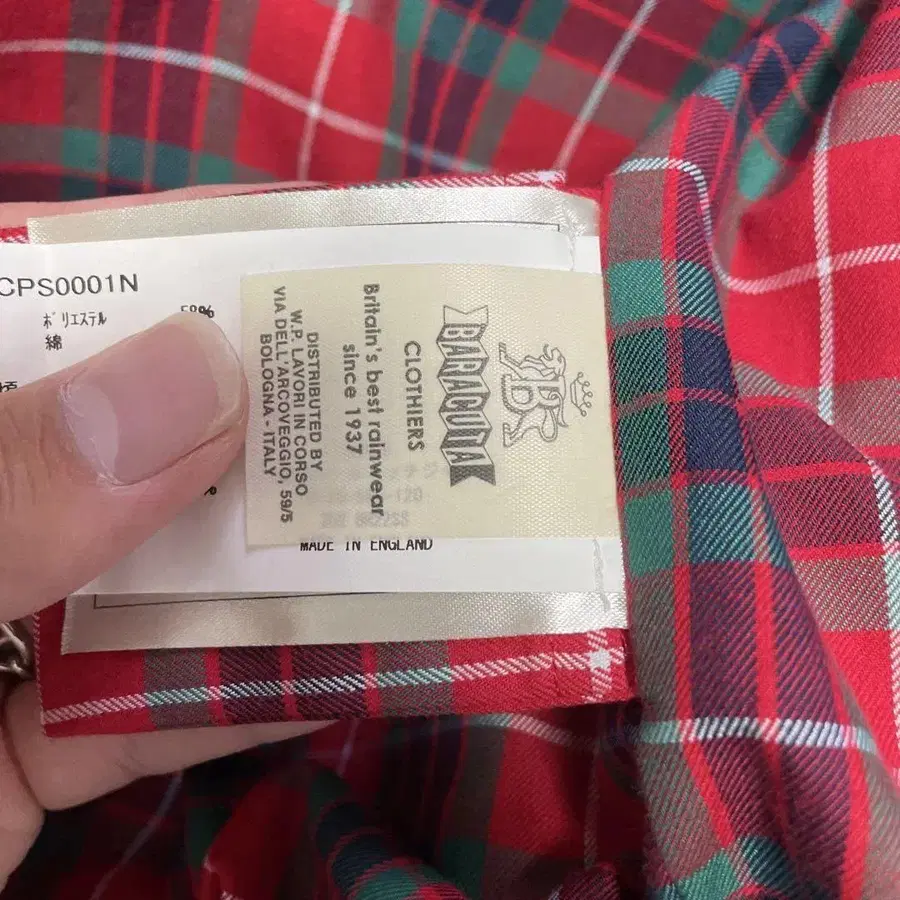 CPS0001N
ポリエステル 58%
綿
BARACUTA
CLOTHIERS
Britain's best rainwear
since 1937
DISTRIBUTED BY
W.P. LAVORI IN CORSO
VIA DELL'ARCOVEGGIO, 59/5
BOLOGNA - ITALY
MADE IN ENGLAND